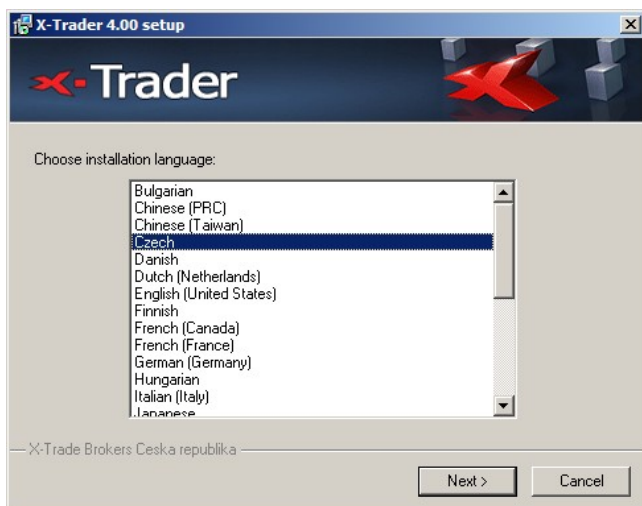 X-Trader 4.00 setup
x-Trader
Choose installation language:
Bulgarian
Chinese (PRC)
Chinese (Taiwan)
Czech
Danish
Dutch (Netherlands)
English (United States)
Finnish
French (Canada)
French (France)
German (Germany)
Hungarian
Italian (Italy)
Japanese
X-Trade Brokers Ceska republika
Next >
Cancel